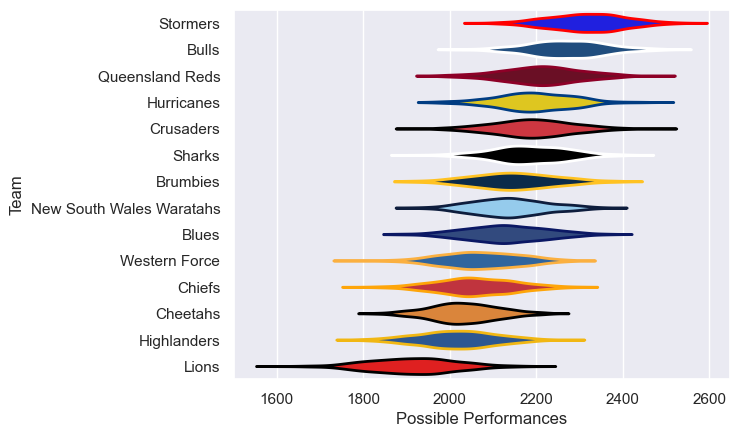 Stormers
Bulls
Queensland Reds
Hurricanes
Crusaders
Sharks
Brumbies
New South Wales Waratahs
Blues
Western Force
Chiefs
Cheetahs
Highlanders
Lions
Team
1600 1800 2000 2200 2400 2600
Possible Performances